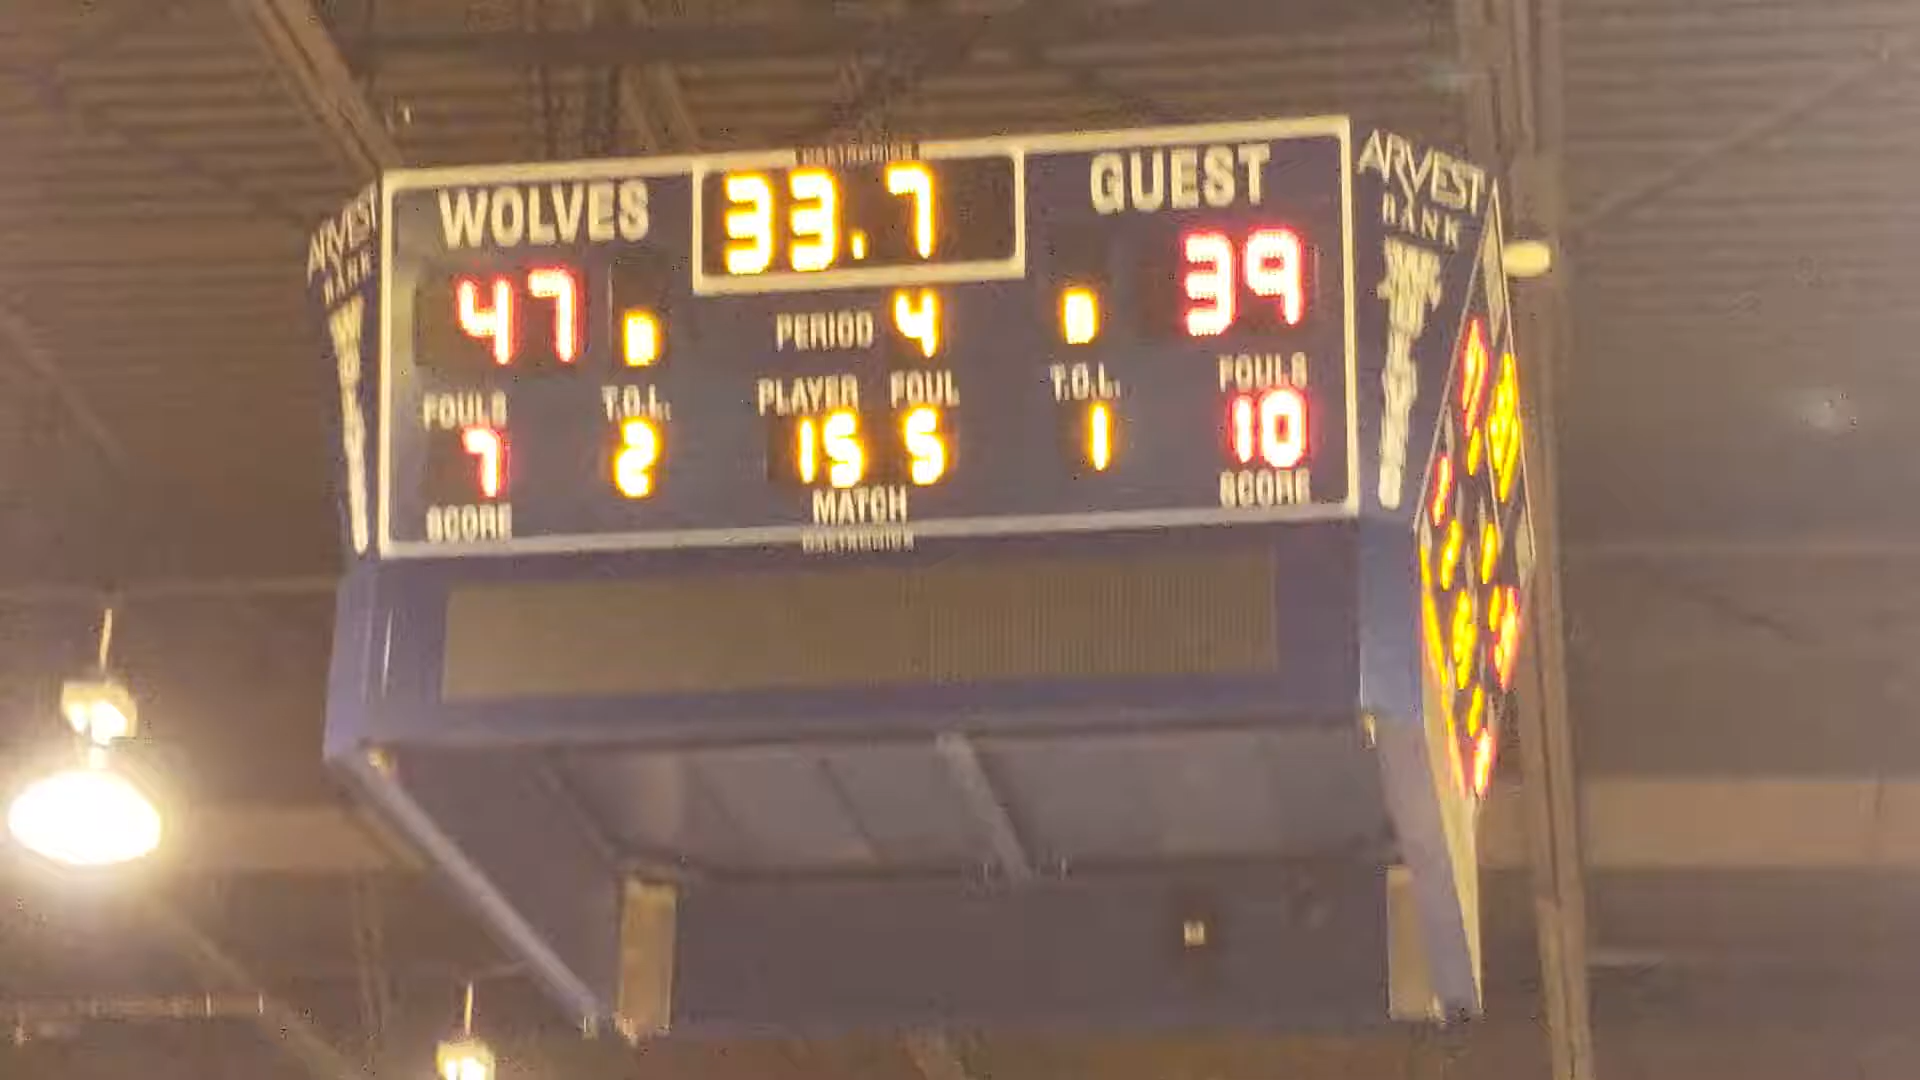 WOLVES 33.7 GUEST
47 B PERIOD 4 B 39
FOULS T.O.L. PLAYER FOUL T.O.L. FOULS
7 2 15 5 1 10
SCORE MATCH SCORE
ARVEST
BANK
ARVEST
BANK
WOLVES